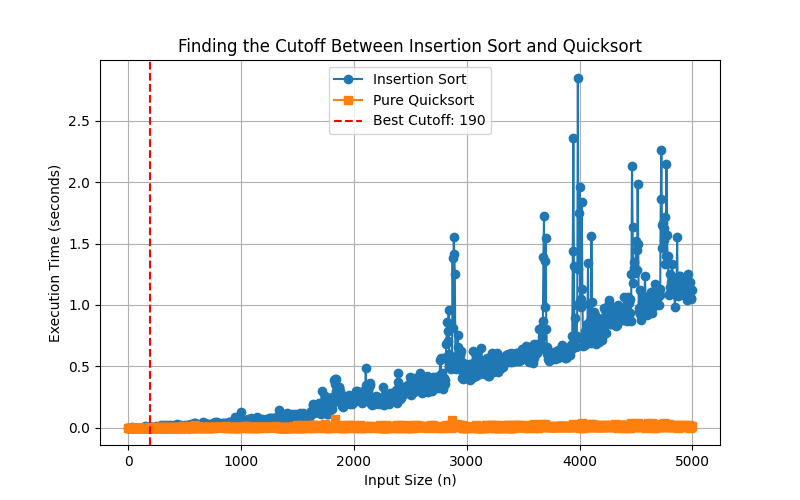 Finding the Cutoff Between Insertion Sort and Quicksort
Insertion Sort
Pure Quicksort
Best Cutoff: 190
Execution Time (seconds)
2.5
2.0
1.5
1.0
0.5
0.0
0 1000 2000 3000 4000 5000
Input Size (n)